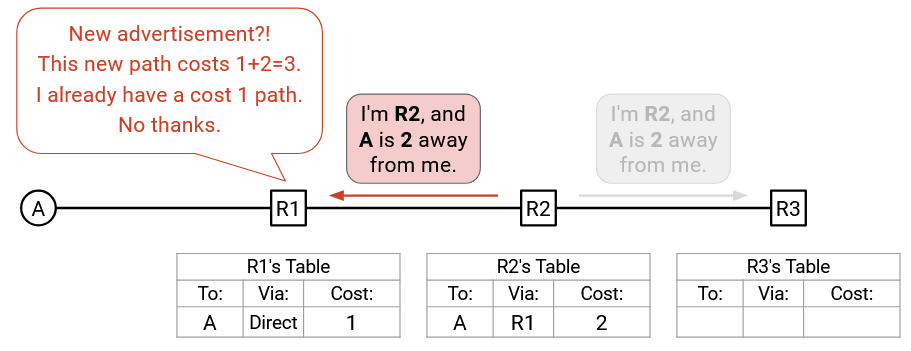 New advertisement?!
This new path costs 1+2=3.
I already have a cost 1 path.
No thanks.
I'm R2, and
A is 2 away
from me.
I'm R2, and
A is 2 away
from me.
A
R1
R2
R3
R1's Table
To: Via: Cost:
A Direct 1
R2's Table
To: Via: Cost:
A R1 2
R3's Table
To: Via: Cost: